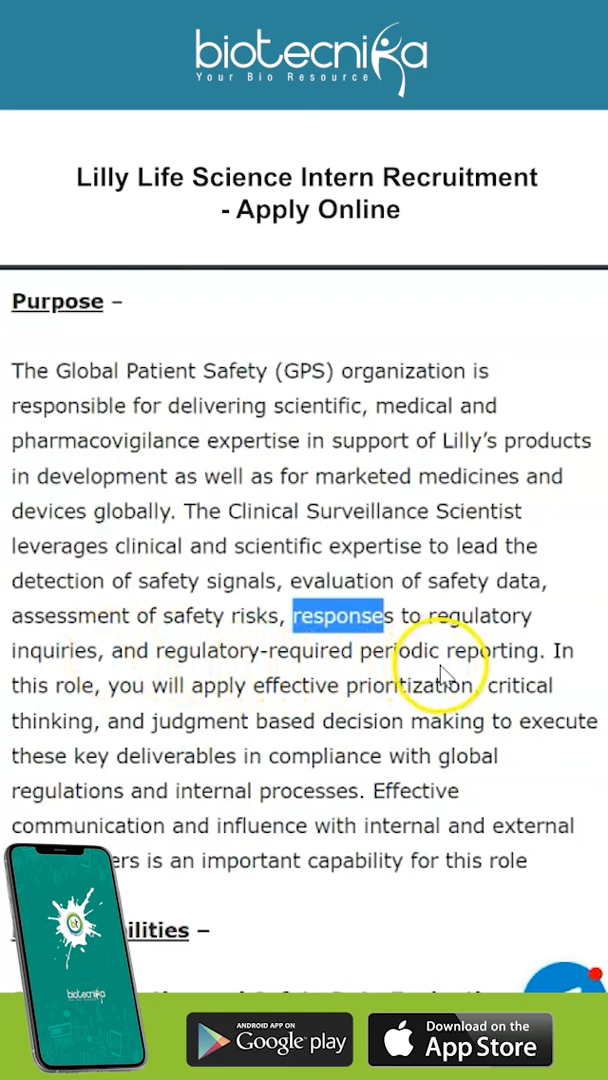 biotecnika
Your Bio Resource
Lilly Life Science Intern Recruitment
- Apply Online
Purpose –
The Global Patient Safety (GPS) organization is
responsible for delivering scientific, medical and
pharmacovigilance expertise in support of Lilly’s products
in development as well as for marketed medicines and
devices globally. The Clinical Surveillance Scientist
leverages clinical and scientific expertise to lead the
detection of safety signals, evaluation of safety data,
assessment of safety risks, responses to regulatory
inquiries, and regulatory-required periodic reporting. In
this role, you will apply effective prioritization, critical
thinking, and judgment based decision making to execute
these key deliverables in compliance with global
regulations and internal processes. Effective
communication and influence with internal and external
ers is an important capability for this role
ilities –
bt
biotecnika
ANDROID APP ON
Google play
Download on the
App Store